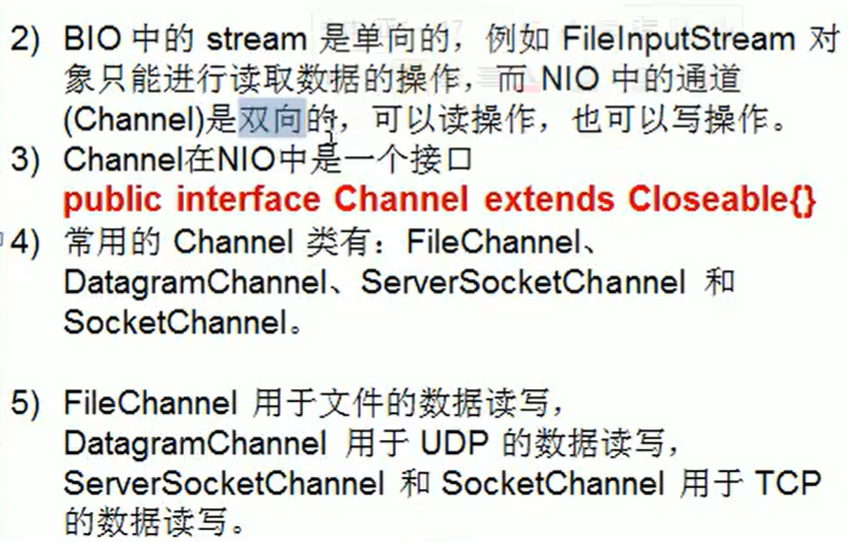 2) BIO 中的 stream 是单向的，例如 FileInputStream 对
象只能进行读取数据的操作，而 NIO 中的通道
(Channel)是双向的，可以读操作，也可以写操作。
3) Channel在NIO中是一个接口
public interface Channel extends Closeable{}
4) 常用的 Channel 类有：FileChannel、
DatagramChannel、ServerSocketChannel 和
SocketChannel。
5) FileChannel 用于文件的数据读写，
DatagramChannel 用于 UDP 的数据读写，
ServerSocketChannel 和 SocketChannel 用于 TCP
的数据读写。